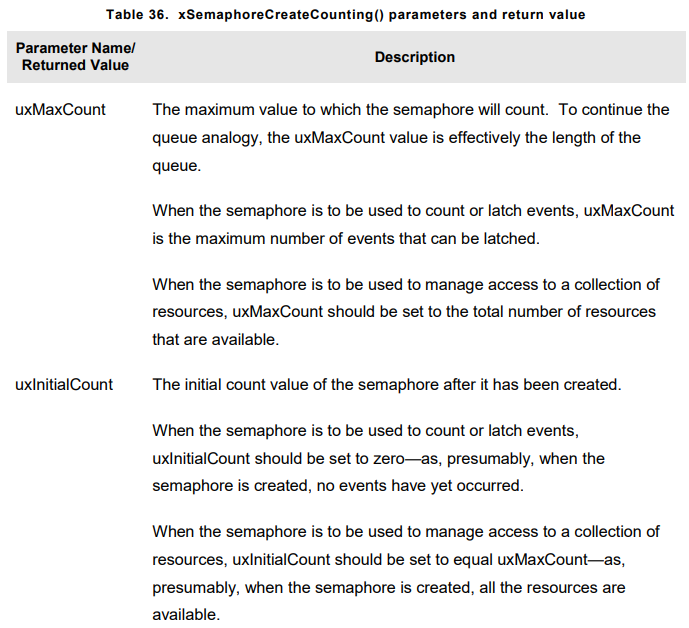 Table 36. xSemaphoreCreateCounting() parameters and return value
Parameter Name/
Returned Value
Description
uxMaxCount
The maximum value to which the semaphore will count. To continue the
queue analogy, the uxMaxCount value is effectively the length of the
queue.
When the semaphore is to be used to count or latch events, uxMaxCount
is the maximum number of events that can be latched.
When the semaphore is to be used to manage access to a collection of
resources, uxMaxCount should be set to the total number of resources
that are available.
uxInitialCount
The initial count value of the semaphore after it has been created.
When the semaphore is to be used to count or latch events,
uxInitialCount should be set to zero—as, presumably, when the
semaphore is created, no events have yet occurred.
When the semaphore is to be used to manage access to a collection of
resources, uxInitialCount should be set to equal uxMaxCount—as,
presumably, when the semaphore is created, all the resources are
available.